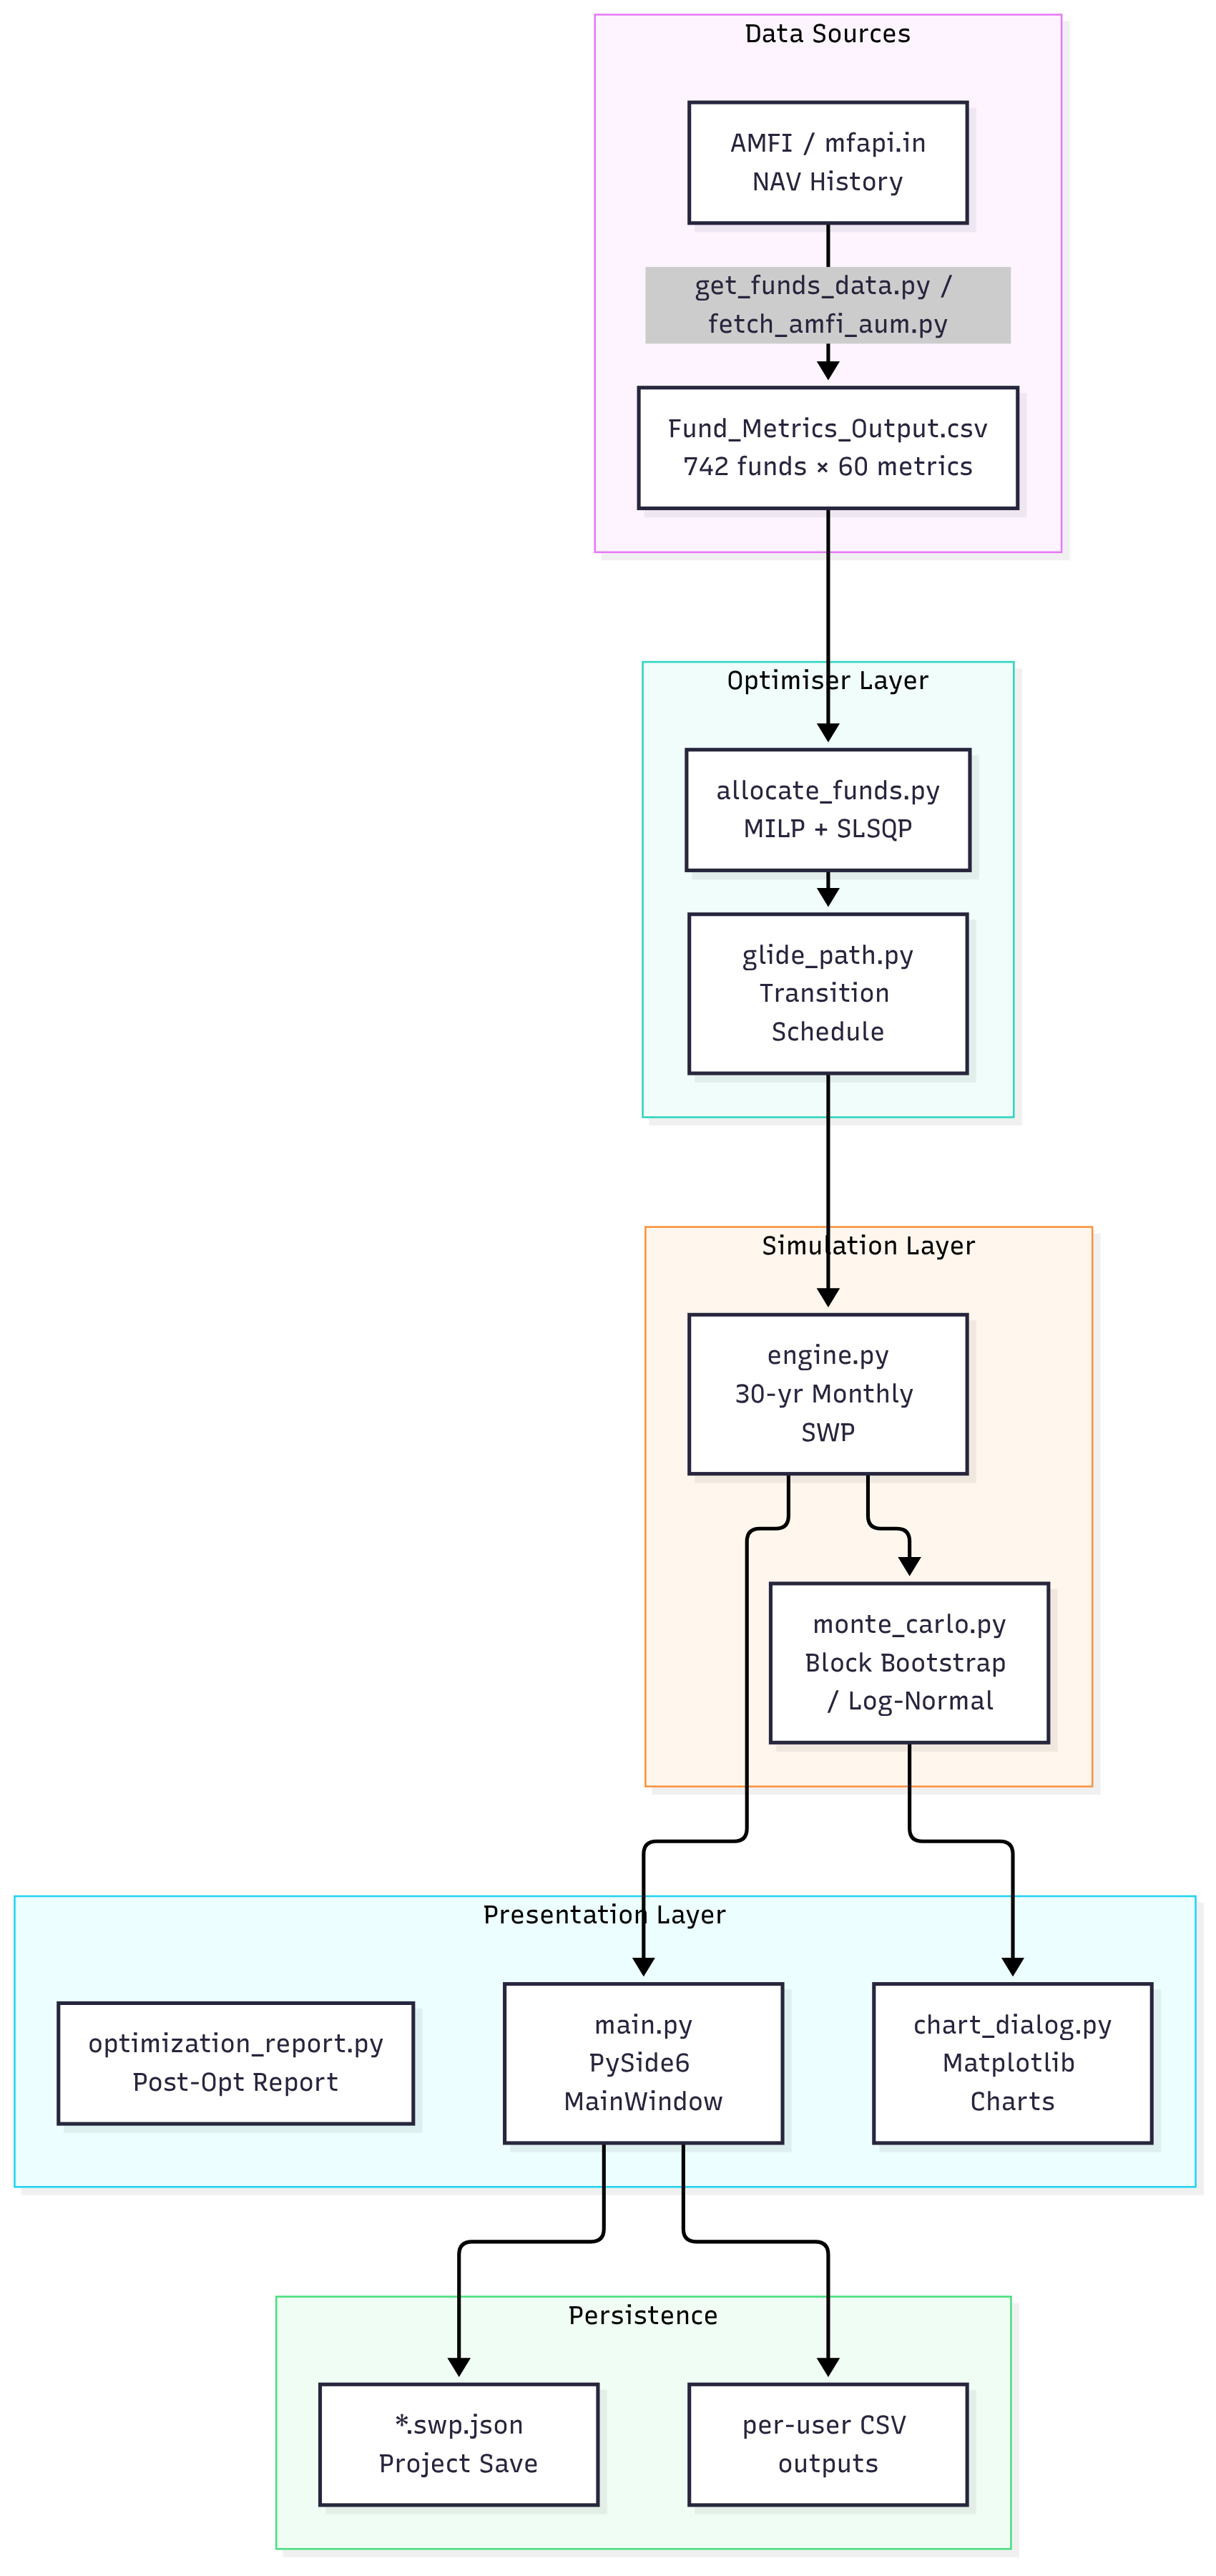 Data Sources
AMFI / mfapi.in
NAV History
get_funds_data.py /
fetch_amfi_aum.py
Fund_Metrics_Output.csv
742 funds × 60 metrics
Optimiser Layer
allocate_funds.py
MILP + SLSQP
glide_path.py
Transition
Schedule
Simulation Layer
engine.py
30-yr Monthly
SWP
monte_carlo.py
Block Bootstrap
/ Log-Normal
Presentation Layer
optimization_report.py
Post-Opt Report
main.py
PySide6
MainWindow
chart_dialog.py
Matplotlib
Charts
Persistence
*.swp.json
Project Save
per-user CSV
outputs